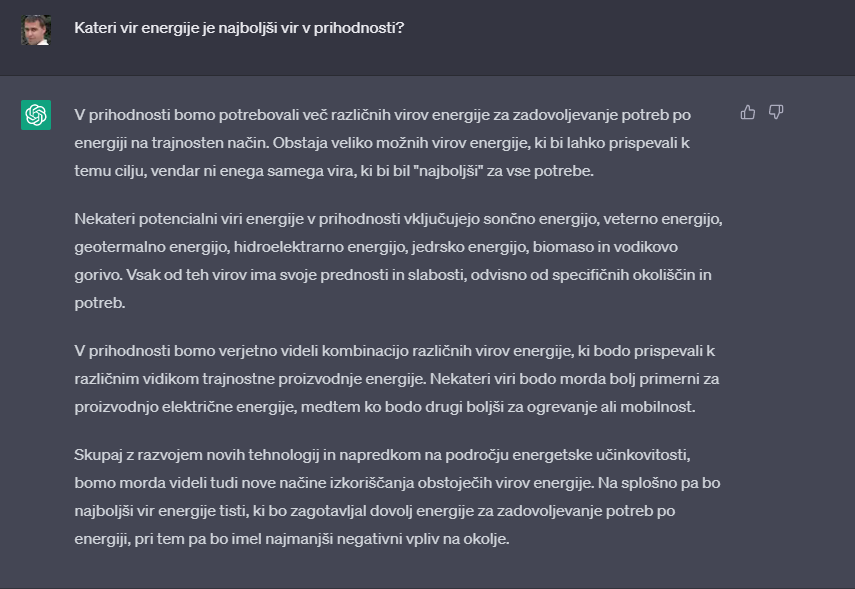 Kateri vir energije je najboljši vir v prihodnosti?
V prihodnosti bomo potrebovali več različnih virov energije za zadovoljevanje potreb po
energiji na trajnosten način. Obstaja veliko možnih virov energije, ki bi lahko prispevali k
temu cilju, vendar ni enega samega vira, ki bi bil "najboljši" za vse potrebe.
Nekateri potencialni viri energije v prihodnosti vključujejo sončno energijo, veterno energijo,
geotermalno energijo, hidroelektrarno energijo, jedrsko energijo, biomaso in vodikovo
gorivo. Vsak od teh virov ima svoje prednosti in slabosti, odvisno od specifičnih okoliščin in
potreb.
V prihodnosti bomo verjetno videli kombinacijo različnih virov energije, ki bodo prispevali k
različnim vidikom trajnostne proizvodnje energije. Nekateri viri bodo morda bolj primerni za
proizvodnjo električne energije, medtem ko bodo drugi boljši za ogrevanje ali mobilnost.
Skupaj z razvojem novih tehnologij in napredkom na področju energetske učinkovitosti,
bomo morda videli tudi nove načine izkoriščanja obstoječih virov energije. Na splošno pa bo
najboljši vir energije tisti, ki bo zagotavljal dovolj energije za zadovoljevanje potreb po
energiji, pri tem pa bo imel najmanjši negativni vpliv na okolje.